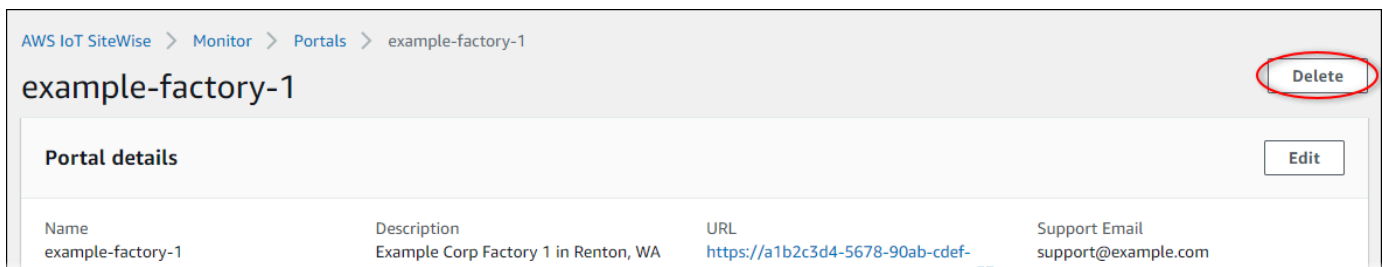 AWS IoT SiteWise > Monitor > Portals > example-factory-1
example-factory-1
Delete
Portal details
Edit
Name
example-factory-1
Description
Example Corp Factory 1 in Renton, WA
URL
https://a1b2c3d4-5678-90ab-cdef-
Support Email
support@example.com